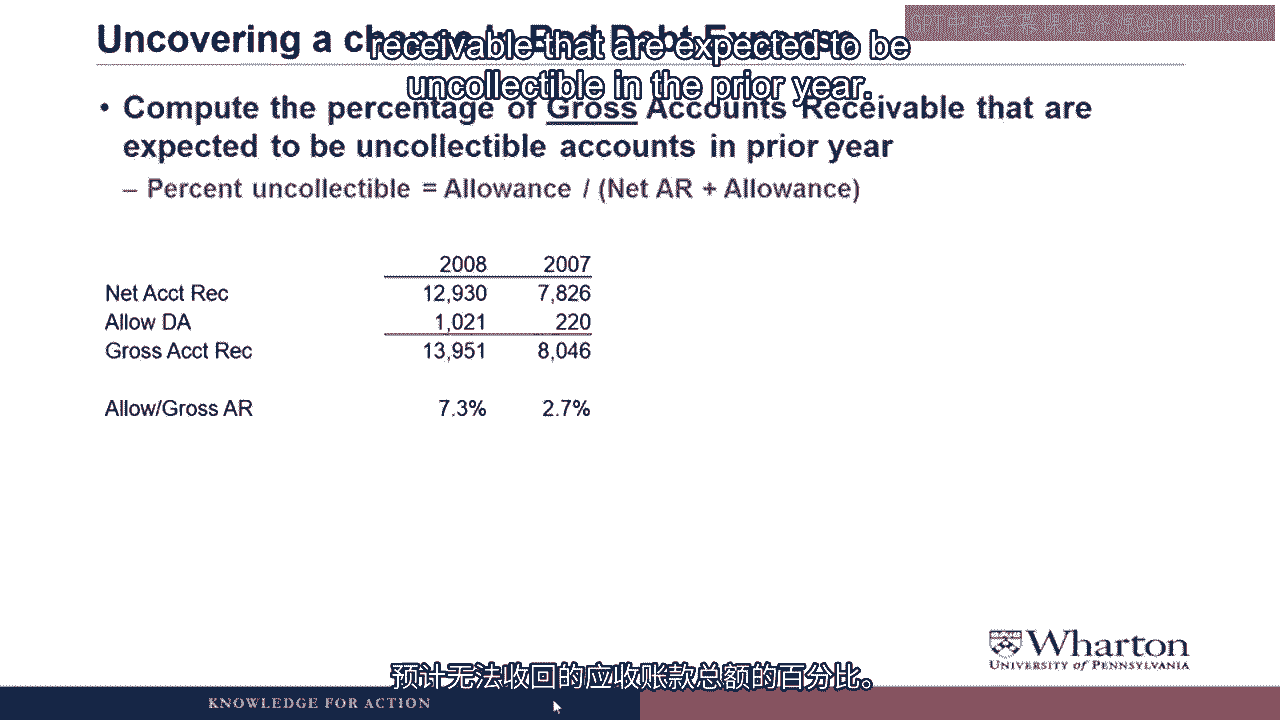 Uncovering a change in Bad Debt Expense
receivable that are expected to be
uncollectible in the prior year.
• Compute the percentage of Gross Accounts Receivable that are
expected to be uncollectible accounts in prior year
– Percent uncollectible = Allowance / (Net AR + Allowance)
2008 2007
Net Acct Rec 12,930 7,826
Allow DA 1,021 220
Gross Acct Rec 13,951 8,046
Allow/Gross AR 7.3% 2.7%
Wharton
UNIVERSITY of PENNSYLVANIA
预计无法收回的应收账款总额的百分比。
KNOWLEDGE FOR ACTION